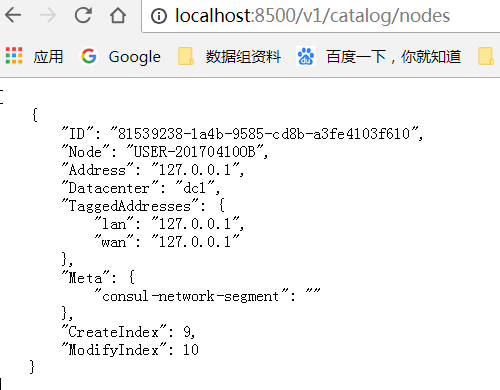 localhost:8500/v1/catalog/nodes
应用 Google 数据组资料 百度一下，你就知道
[
{
"ID": "81539238-1a4b-9585-cd8b-a3fe4103f610",
"Node": "USER-20170410OB",
"Address": "127.0.0.1",
"Datacenter": "dc1",
"TaggedAddresses": {
"lan": "127.0.0.1",
"wan": "127.0.0.1"
},
"Meta": {
"consul-network-segment": ""
},
"CreateIndex": 9,
"ModifyIndex": 10
}
]